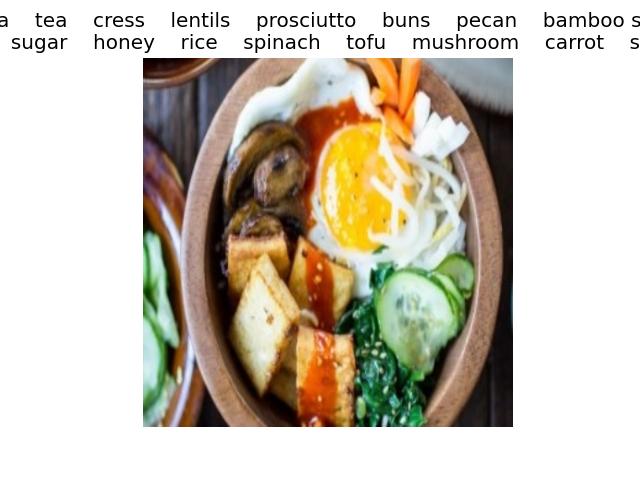 tea cress lentils prosciutto buns pecan bamboo
sugar honey rice spinach tofu mushroom carrot